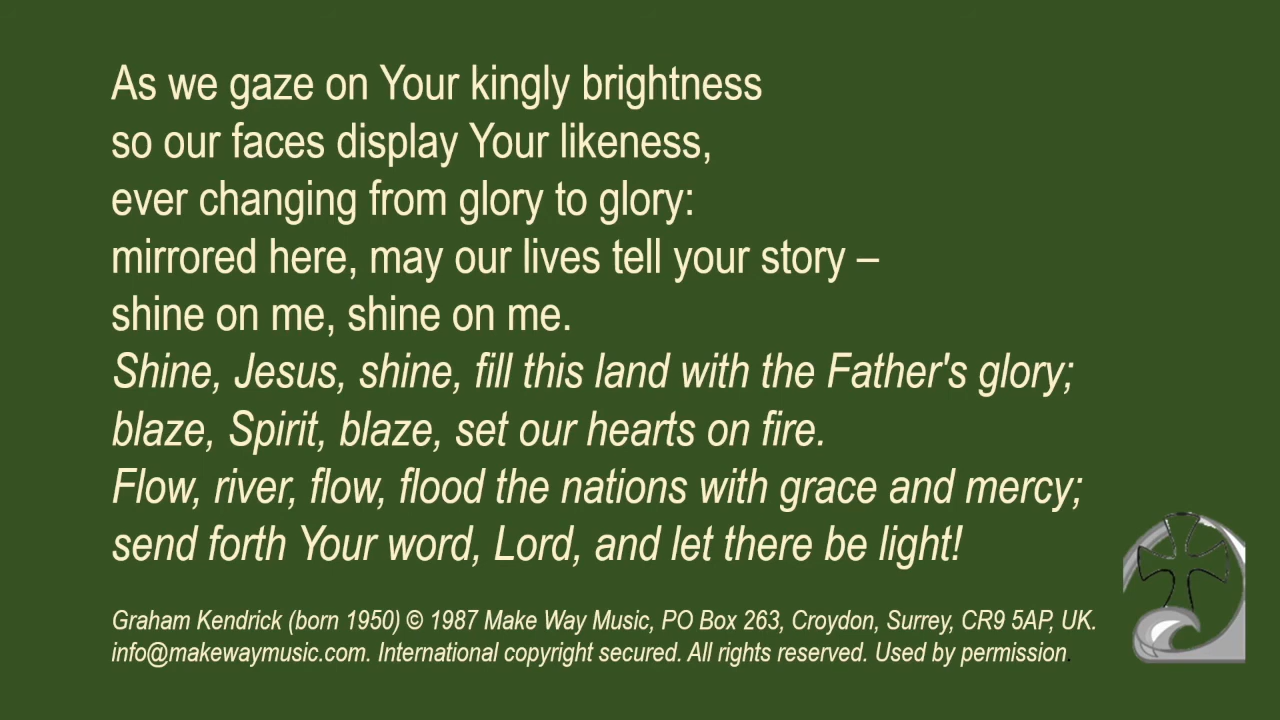 As we gaze on Your kingly brightness
so our faces display Your likeness,
ever changing from glory to glory:
mirrored here, may our lives tell your story –
shine on me, shine on me.
Shine, Jesus, shine, fill this land with the Father's glory;
blaze, Spirit, blaze, set our hearts on fire.
Flow, river, flow, flood the nations with grace and mercy;
send forth Your word, Lord, and let there be light!
Graham Kendrick (born 1950) © 1987 Make Way Music, PO Box 263, Croydon, Surrey, CR9 5AP, UK.
info@makewaymusic.com. International copyright secured. All rights reserved. Used by permission.